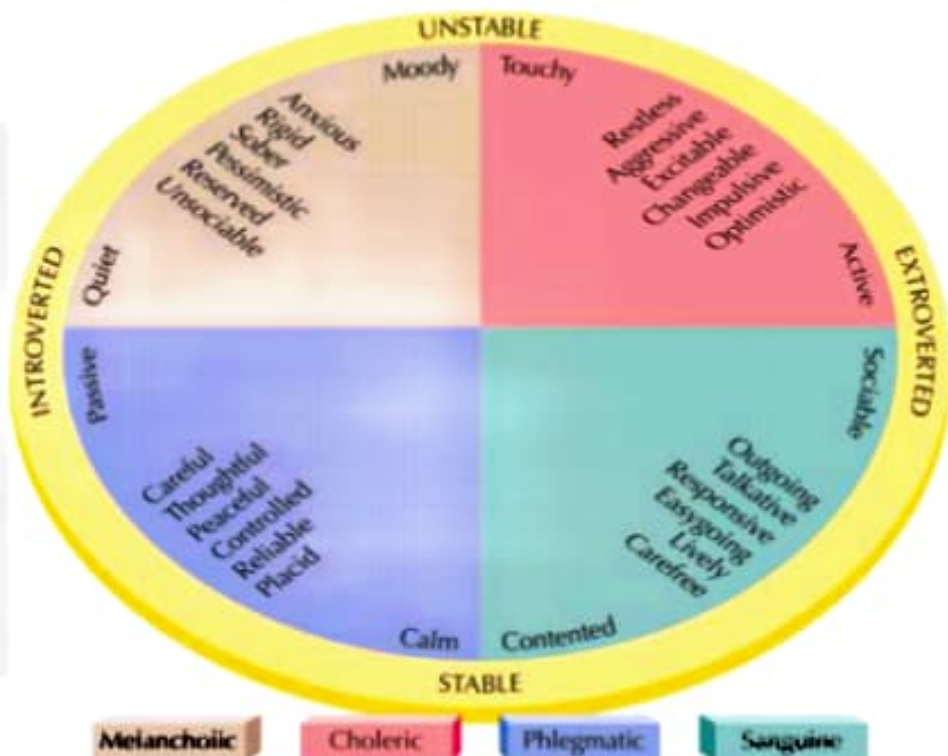 UNSTABLE
Moody
Touchy
Anxious
Rigid
Sober
Pessimistic
Reserved
Unsociable
Quiet
Restless
Aggressive
Excitable
Changeable
Impulsive
Optimistic
Active
INTROVERTED
EXTROVERTED
Passive
Careful
Thoughtful
Peaceful
Controlled
Reliable
Placid
Calm
Sociable
Outgoing
Talkative
Responsive
Easygoing
Lively
Carefree
Contented
STABLE
Melancholic
Choleric
Phlegmatic
Sanguine